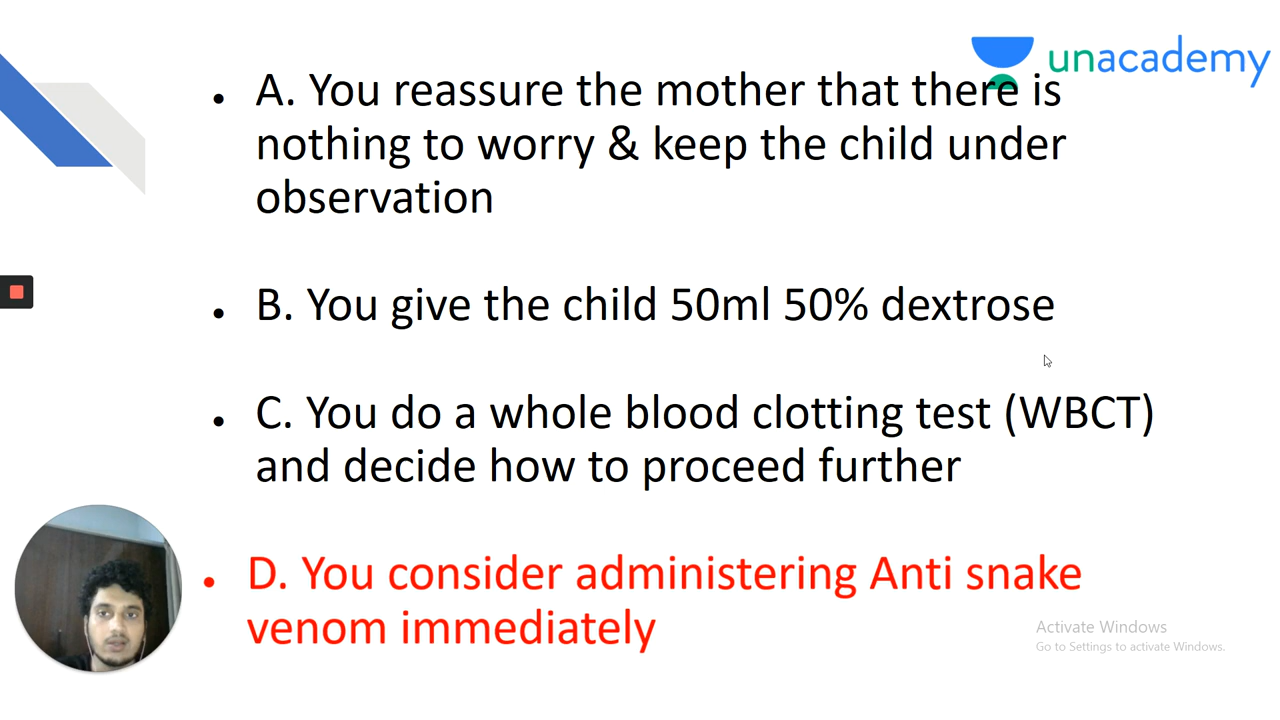 unacademy
A. You reassure the mother that there is
nothing to worry & keep the child under
observation
B. You give the child 50ml 50% dextrose
C. You do a whole blood clotting test (WBCT)
and decide how to proceed further
D. You consider administering Anti snake
venom immediately
Activate Windows
Go to Settings to activate Windows.